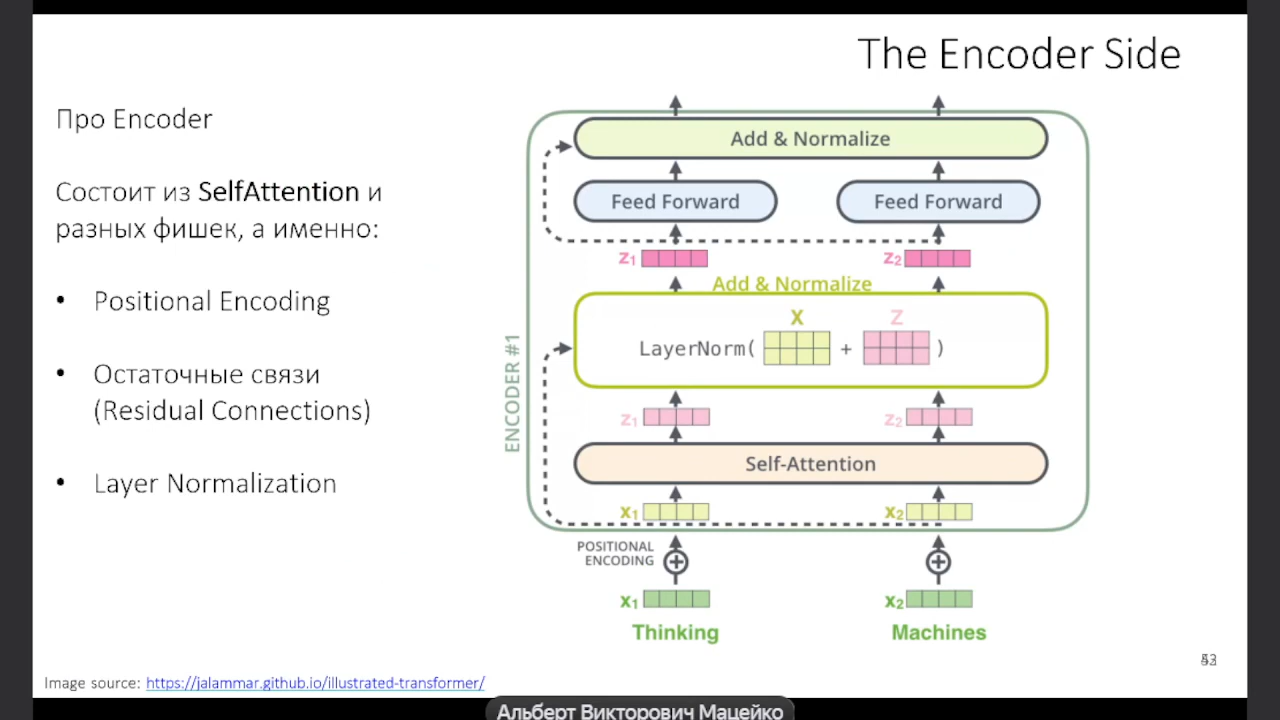 The Encoder Side
Про Encoder
Состоит из SelfAttention и
разных фишек, а именно:
• Positional Encoding
• Остаточные связи
(Residual Connections)
• Layer Normalization
Add & Normalize
Feed Forward Feed Forward
z1 z2
Add & Normalize
X Z
LayerNorm( + )
ENCODER #1
z1 z2
Self-Attention
x1 x2
POSITIONAL
ENCODING
x1 x2
Thinking Machines
Image source: https://jalammar.github.io/illustrated-transformer/
Альберт Викторович Мацейко